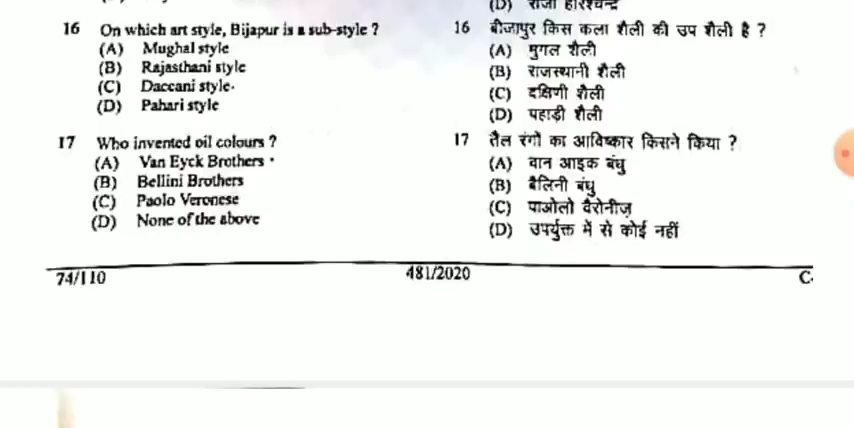 (D) राजा हरिश्चन्द्र
16 On which art style, Bijapur is a sub-style ?
(A) Mughal style
(B) Rajasthani style
(C) Daccani style
(D) Pahari style
17 Who invented oil colours ?
(A) Van Eyck Brothers
(B) Bellini Brothers
(C) Paolo Veronese
(D) None of the above
16 बीजापुर किस कला शैली की उप शैली है ?
(A) मुगल शैली
(B) राजस्थानी शैली
(C) दक्षिणी शैली
(D) पहाड़ी शैली
17 तैल रंगों का आविष्कार किसने किया ?
(A) वान आइक बंधु
(B) बैलिनी बंधु
(C) पाओलो वैरोनीज़
(D) उपर्युक्त में से कोई नहीं
74/110 481/2020 C